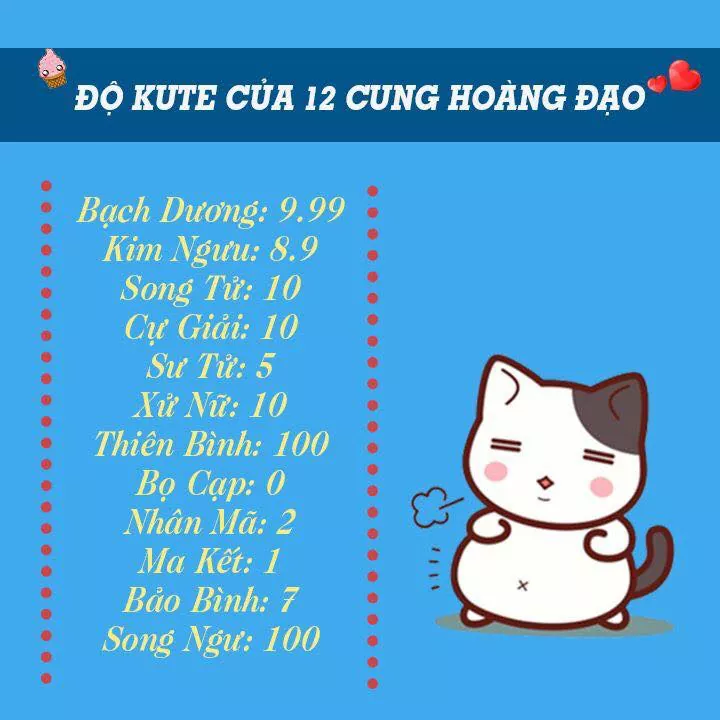 ĐỘ KUTE CỦA 12 CUNG HOÀNG ĐẠO
Bạch Dương: 9.99
Kim Ngưu: 8.9
Song Tử: 10
Cự Giải: 10
Sư Tử: 5
Xử Nữ: 10
Thiên Bình: 100
Bọ Cạp: 0
Nhân Mã: 2
Ma Kết: 1
Bảo Bình: 7
Song Ngư: 100